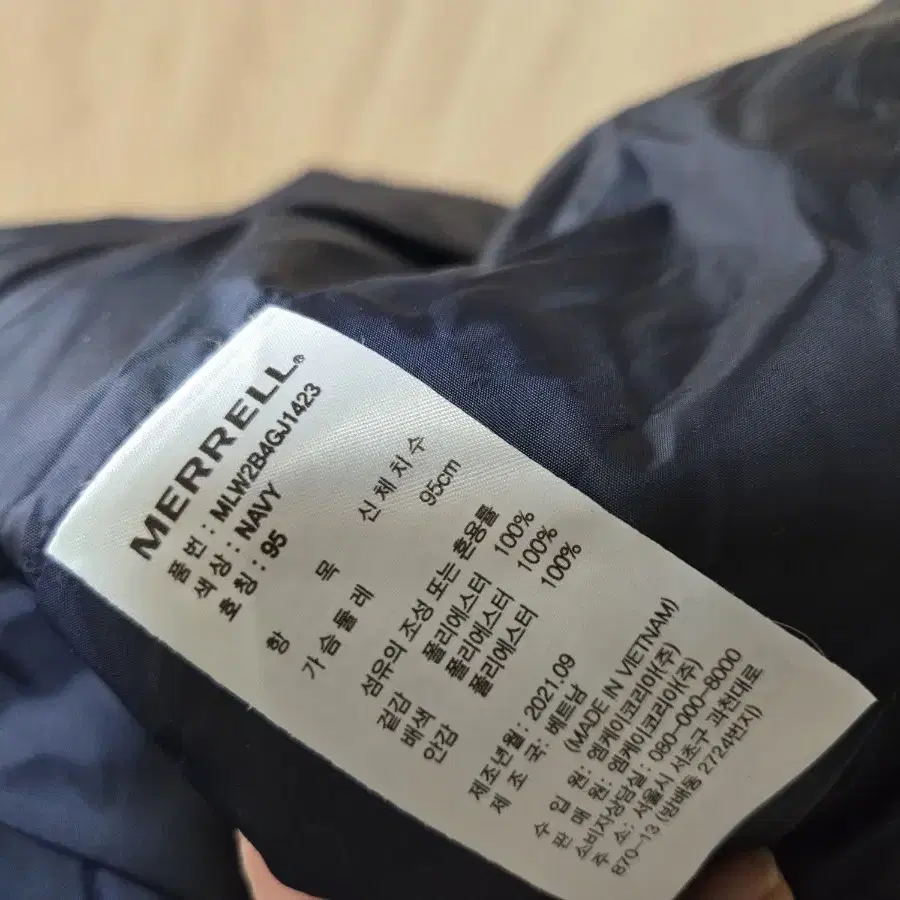 MERRELL®
품 번 : MLW2B4GJ1423
색 상 : NAVY
호 칭 : 95
항 목 신 체 치 수
가 슴 둘 레 95cm
섬유의 조성 또는 혼용률
겉감 폴리에스터 100%
배색 폴리에스터 100%
안감 폴리에스터 100%
제조년월 : 2021.09
제 조 국: 베트남
(MADE IN VIETNAM)
수 입 원: 엠케이코리아(주)
판 매 원: 엠케이코리아(주)
소비자상담실: 080-000-8000
주 소: 서울시 서초구 과천대로
870-13 (방배동 2724번지)